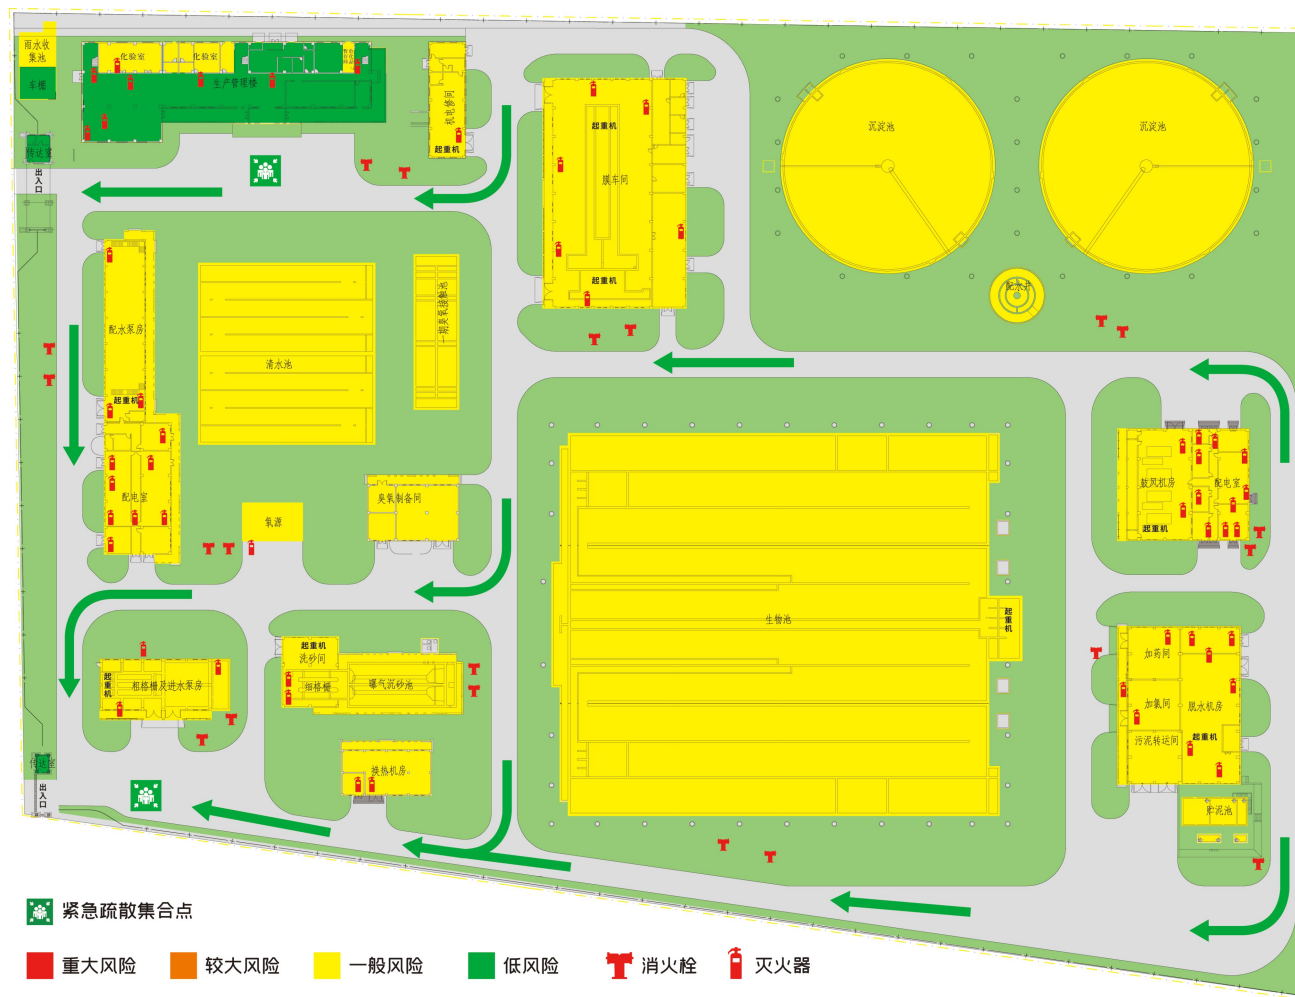 雨水收
集池
车棚
化验室
化验室
生产管理楼
传达室
出入口
机电修间
起重机
起重机
膜车间
起重机
沉淀池
沉淀池
配水井
配水泵房
起重机
配电室
清水池
一期臭氧接触池
氧源
臭氧制备间
生物池
起重机
鼓风机房
配电室
起重机
起重机
粗格栅及进水泵房
起重机
洗砂间
细格栅
曝气沉砂池
换热机房
加药间
加氯间
脱水机房
起重机
污泥转运间
贮泥池
传达室
出入口
紧急疏散集合点
重大风险
较大风险
一般风险
低风险
消火栓
灭火器